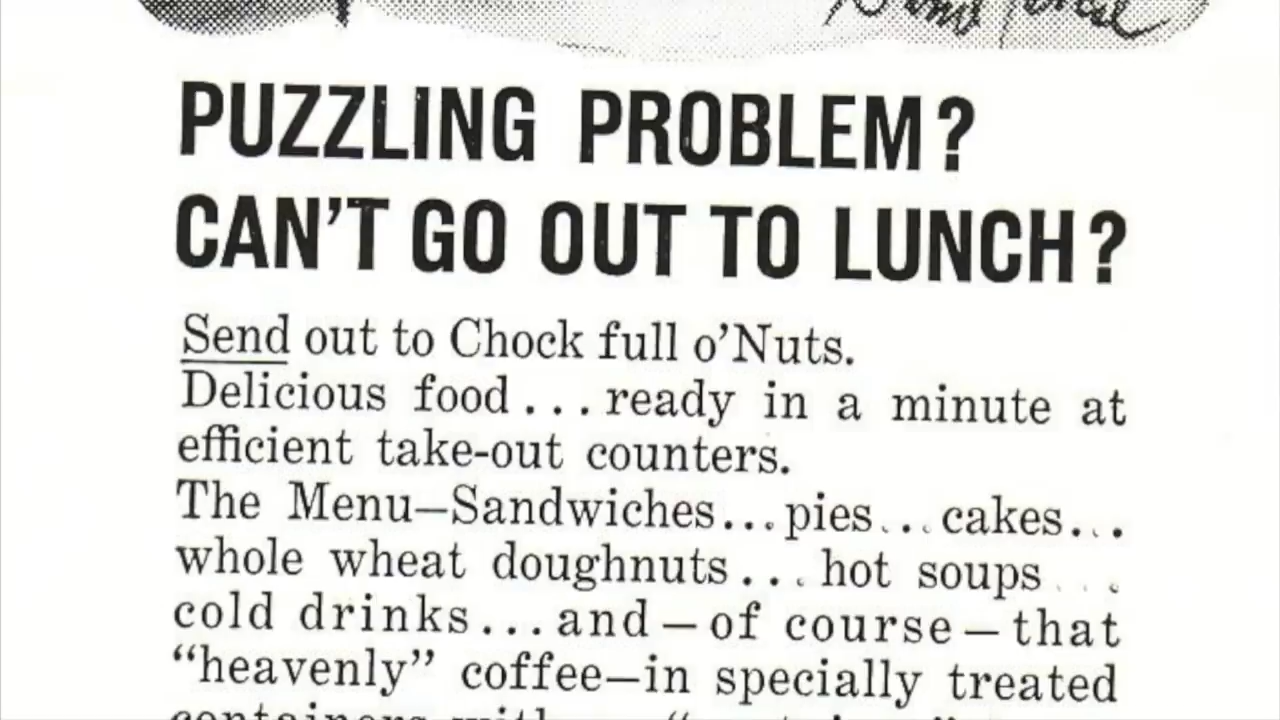 PUZZLING PROBLEM?
CAN'T GO OUT TO LUNCH?
Send out to Chock full o'Nuts.
Delicious food...ready in a minute at
efficient take-out counters.
The Menu—Sandwiches...pies...cakes...
whole wheat doughnuts...hot soups...
cold drinks...and—of course—that
"heavenly" coffee—in specially treated